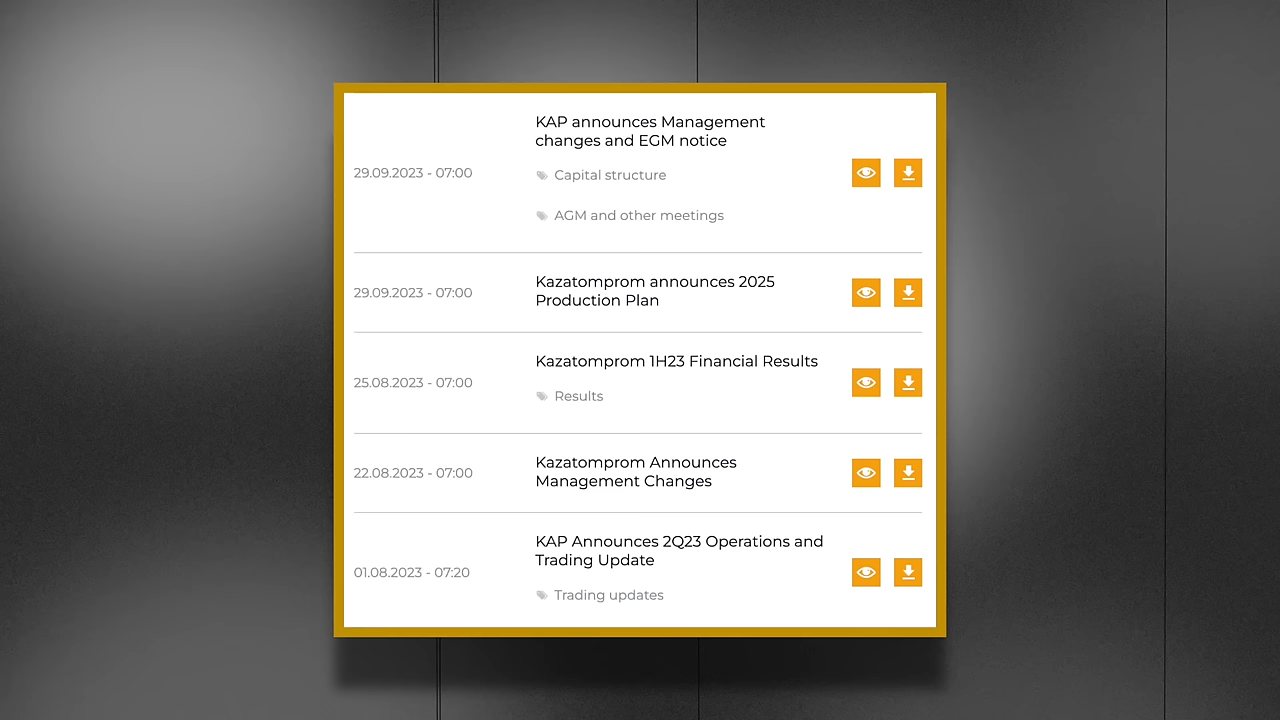 KAP announces Management
changes and EGM notice
29.09.2023 - 07:00
Capital structure
AGM and other meetings
29.09.2023 - 07:00
Kazatomprom announces 2025
Production Plan
25.08.2023 - 07:00
Kazatomprom 1H23 Financial Results
Results
22.08.2023 - 07:00
Kazatomprom Announces
Management Changes
01.08.2023 - 07:20
KAP Announces 2Q23 Operations and
Trading Update
Trading updates